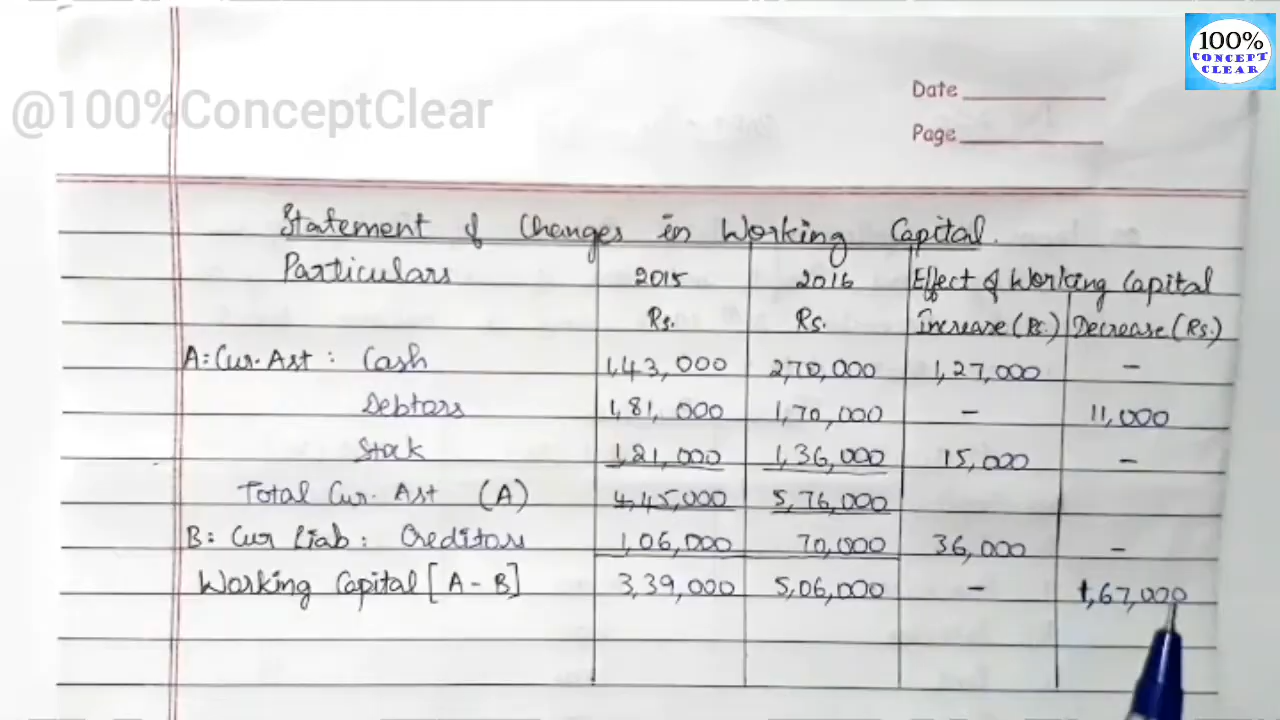 100%
CONCEPT
CLEAR
@100%ConceptClear
Date
Page
Statement of Changes in Working Capital.
Particulars 2015 2016 Effect of Working Capital
Rs. Rs. Increase (Rs.) Decrease (Rs.)
A: Cur. Ast : Cash 1,43,000 2,70,000 1,27,000 -
Debtors 1,81,000 1,70,000 - 11,000
Stock 1,21,000 1,36,000 15,000 -
Total Cur. Ast (A) 4,45,000 5,76,000
B: Cur Liab : Creditors 1,06,000 70,000 36,000 -
Working Capital [A - B] 3,39,000 5,06,000 - 1,67,000